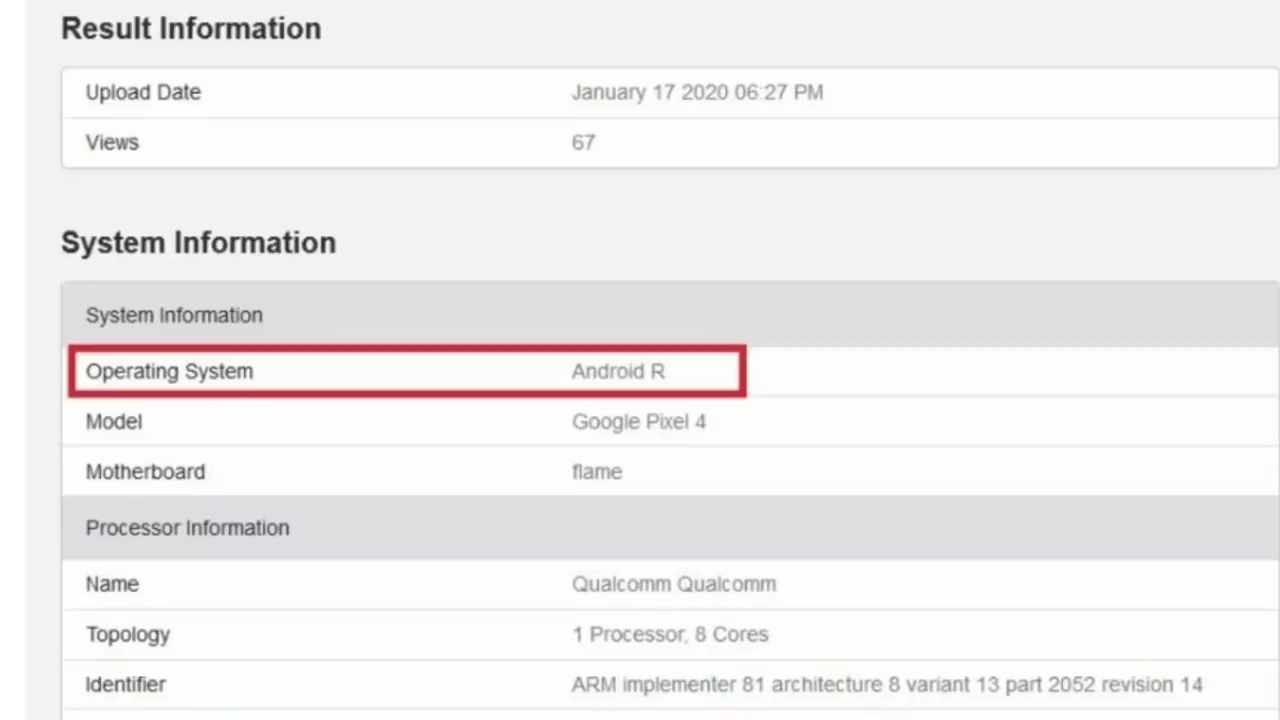 Result Information
Upload Date January 17 2020 06:27 PM
Views 67
System Information
System Information
Operating System Android R
Model Google Pixel 4
Motherboard flame
Processor Information
Name Qualcomm Qualcomm
Topology 1 Processor, 8 Cores
Identifier ARM implementer 81 architecture 8 variant 13 part 2052 revision 14